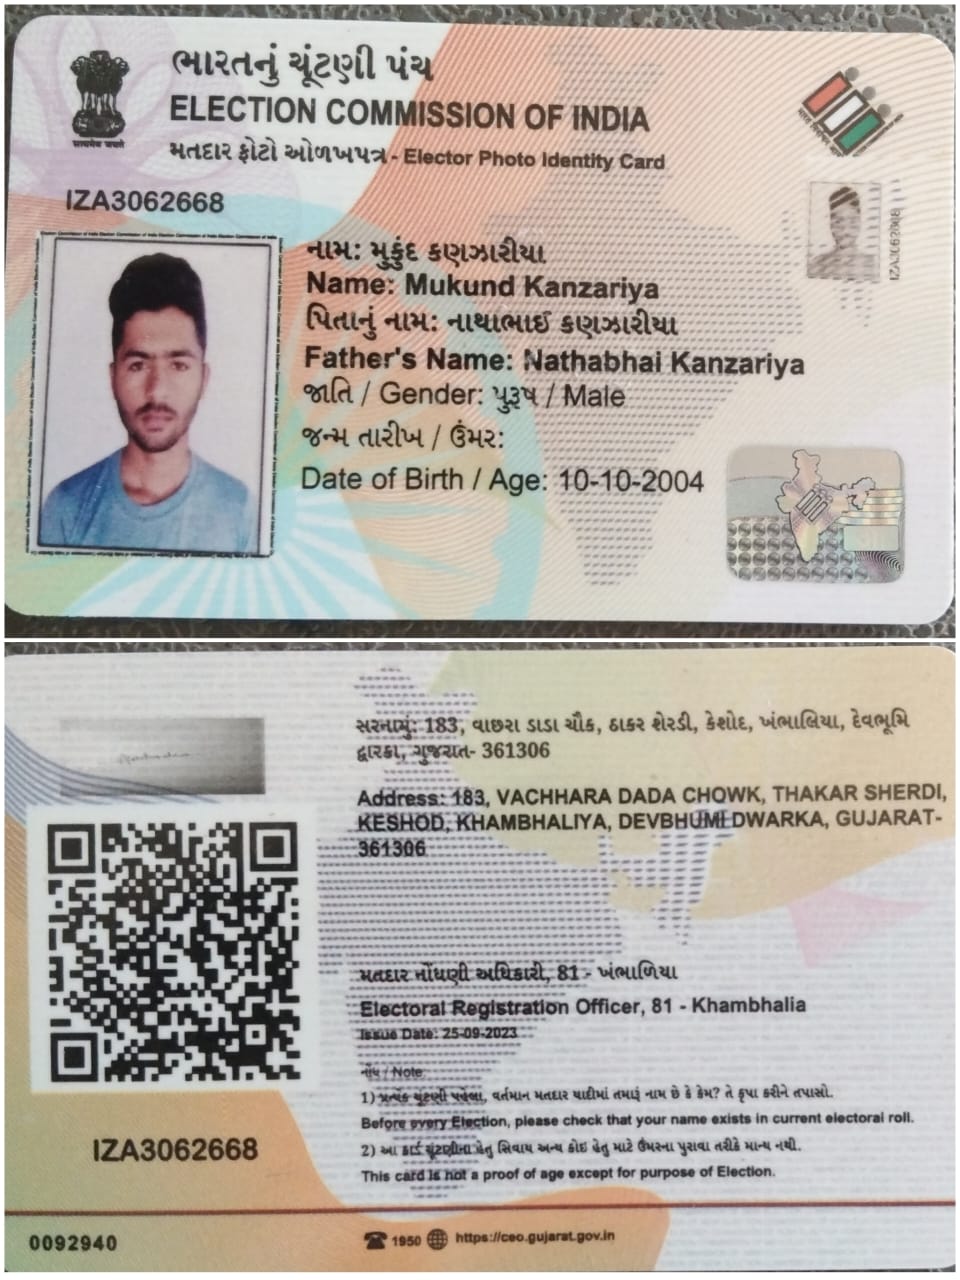 ભારતનું ચૂંટણી પંચ
ELECTION COMMISSION OF INDIA
મતદાર ફોટો ઓળખપત્ર - Elector Photo Identity Card
सत्यमेव जयते
IZA3062668
નામ: મુકુંદ કણઝારીયા
Name: Mukund Kanzariya
પિતાનું નામ: નાથાભાઈ કણઝારીયા
Father's Name: Nathabhai Kanzariya
જાતિ / Gender: પુરૂષ / Male
જન્મ તારીખ / ઉંમર:
Date of Birth / Age: 10-10-2004
IZA3062668
સરનામું: 183, વાછરા ડાડા ચૌક, ઠાકર શેરડી, કેશોદ, ખંભાલિયા, દેવભૂમિ
દ્વારકા, ગુજરાત- 361306
Address: 183, VACHHARA DADA CHOWK, THAKAR SHERDI,
KESHOD, KHAMBHALIYA, DEVBHUMI DWARKA, GUJARAT-
361306
મતદાર નોંધણી અધિકારી, 81 - ખંભાળિયા
Electoral Registration Officer, 81 - Khambhalia
Issue Date: 25-09-2023
નોંધ / Note:
1) પ્રત્યેક ચૂંટણી પહેલા, વર્તમાન મતદાર યાદીમાં તમારું નામ છે કે કેમ? તે કૃપા કરીને તપાસો.
Before every Election, please check that your name exists in current electoral roll.
2) આ કાર્ડ ચૂંટણીના હેતુ સિવાય અન્ય કોઇ હેતુ માટે ઉંમરના પુરાવા તરીકે માન્ય નથી.
This card is not a proof of age except for purpose of Election.
IZA3062668
0092940
1950 https://ceo.gujarat.gov.in